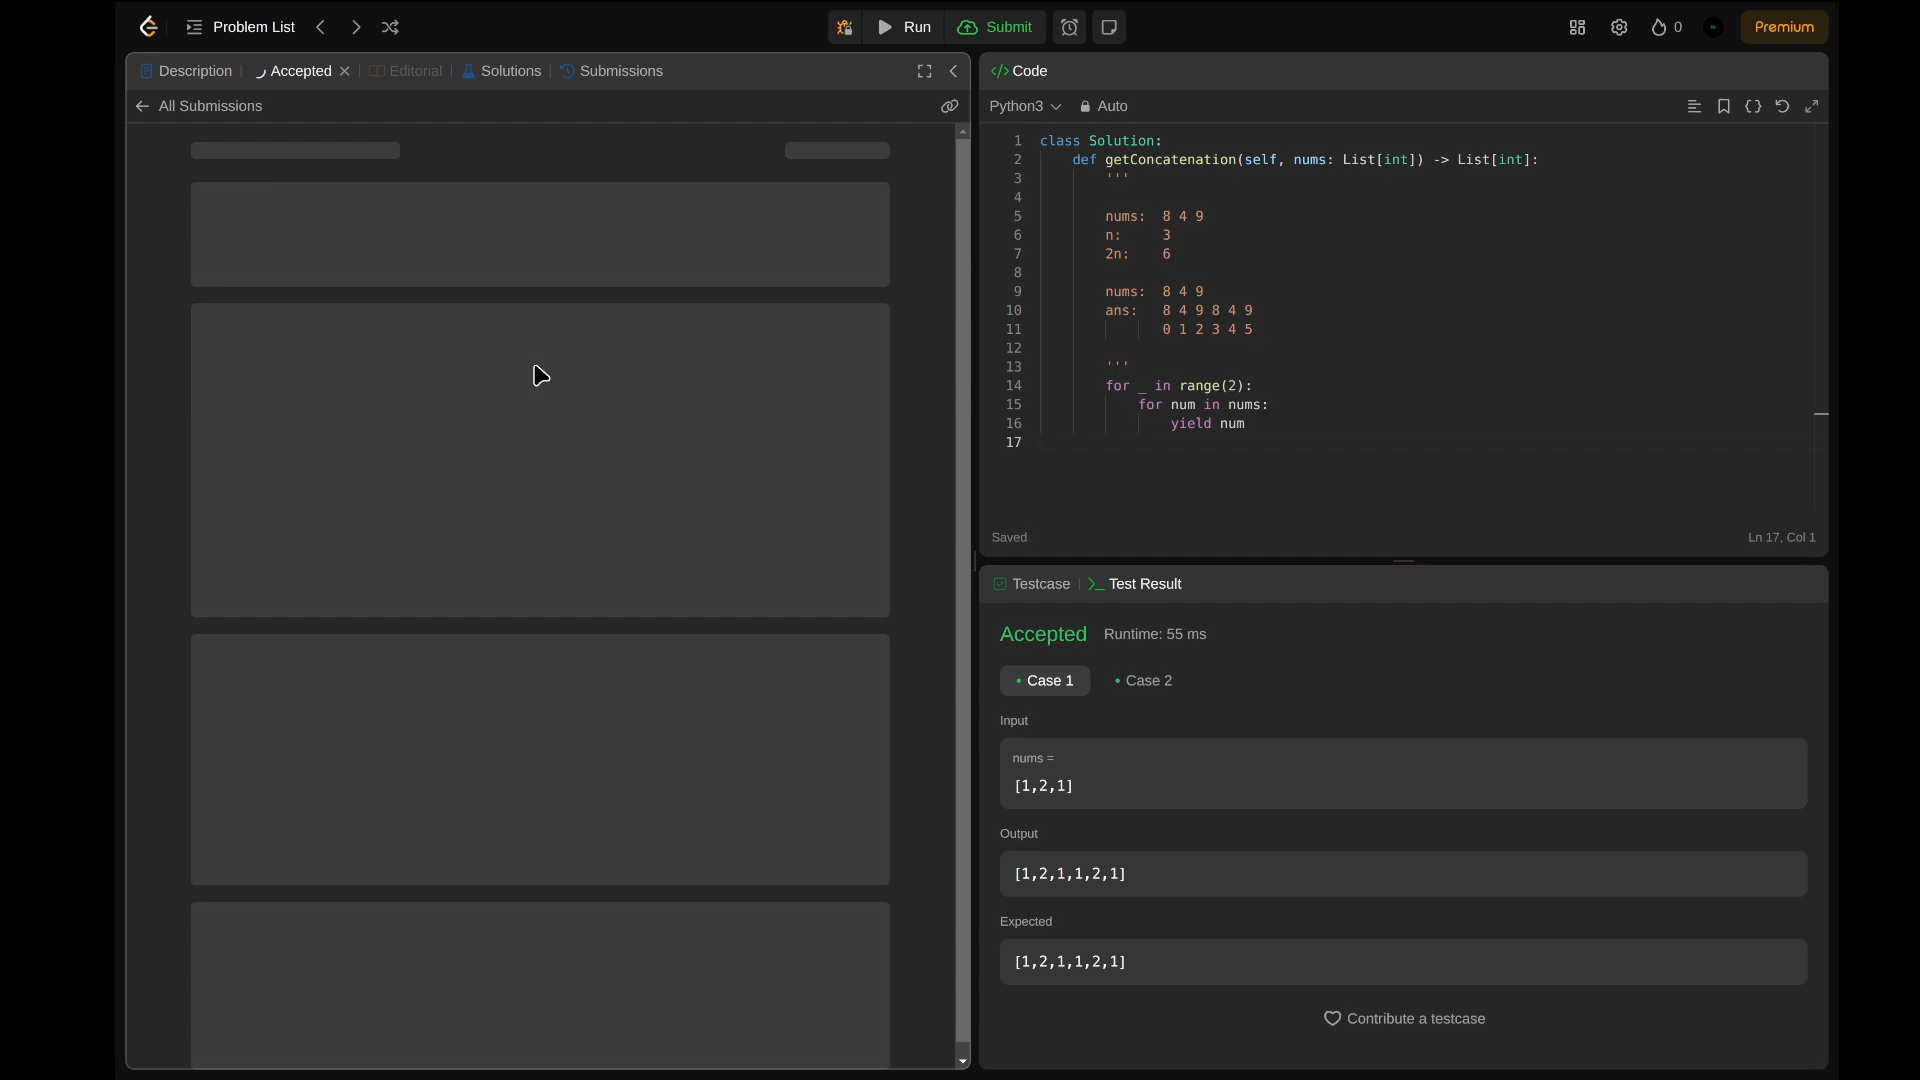 Problem List
Run
Submit
0
Premium
Description
Accepted
Editorial
Solutions
Submissions
All Submissions
</> Code
Python3
Auto
1 class Solution:
2 def getConcatenation(self, nums: List[int]) -> List[int]:
3 '''
4
5 nums: 8 4 9
6 n: 3
7 2n: 6
8
9 nums: 8 4 9
10 ans: 8 4 9 8 4 9
11 0 1 2 3 4 5
12
13 '''
14 for _ in range(2):
15 for num in nums:
16 yield num
17
Saved
Ln 17, Col 1
Testcase
Test Result
Accepted
Runtime: 55 ms
Case 1
Case 2
Input
nums =
[1,2,1]
Output
[1,2,1,1,2,1]
Expected
[1,2,1,1,2,1]
Contribute a testcase